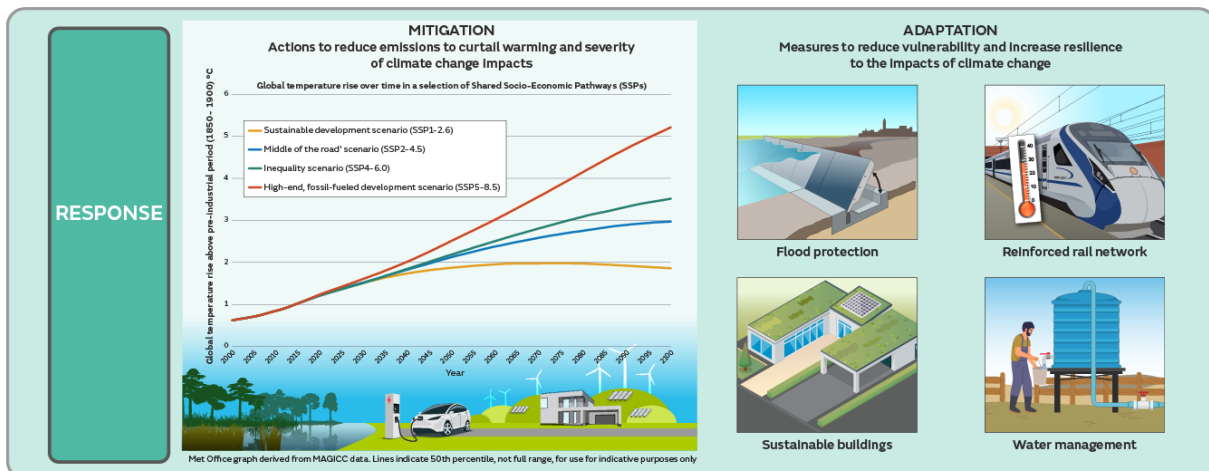 RESPONSE
MITIGATION
Actions to reduce emissions to curtail warming and severity
of climate change impacts
Global temperature rise over time in a selection of Shared Socio-Economic Pathways (SSPs)
Global temperature rise above pre-industrial period (1850 - 1900) °C
6
5
4
3
2
1
0
Sustainable development scenario (SSP1-2.6)
Middle of the road' scenario (SSP2-4.5)
Inequality scenario (SSP4-6.0)
High-end, fossil-fueled development scenario (SSP5-8.5)
2000 2005 2010 2015 2020 2025 2030 2035 2040 2045 2050 2055 2060 2065 2070 2075 2080 2085 2090 2095 2100
Year
Met Office graph derived from MAGICC data. Lines indicate 50th percentile, not full range, for use for indicative purposes only
ADAPTATION
Measures to reduce vulnerability and increase resilience
to the impacts of climate change
Flood protection
40
30
20
10
0
Reinforced rail network
Sustainable buildings
Water management